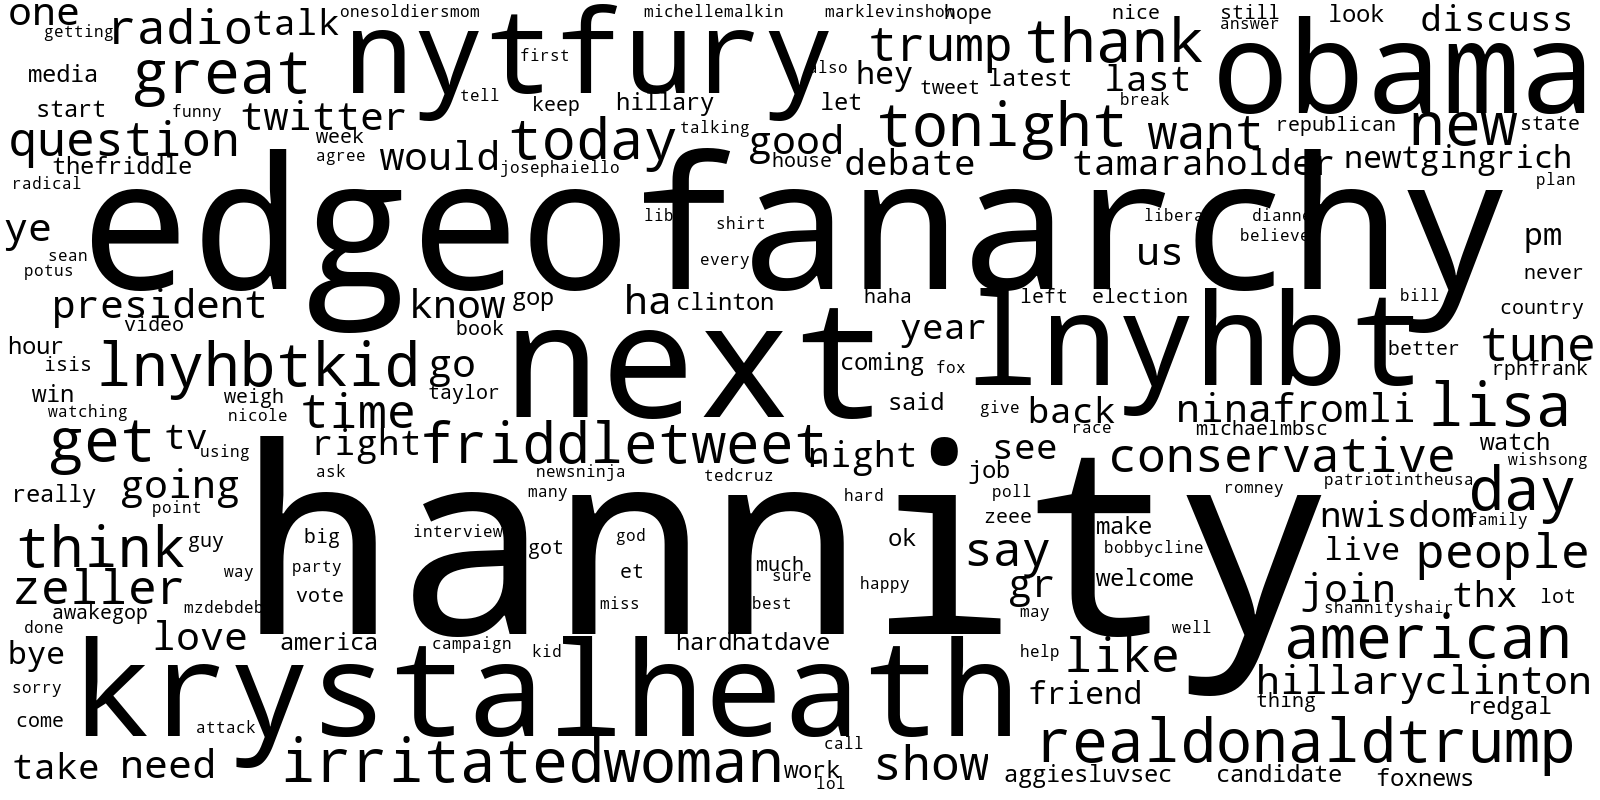 one getting radio talk onesoldiersmom michellemalkin marklevinshow hope nice still answer look discuss
media great nytfury first also hey trump thank tweet latest last obama
start funny twitter tell keep hillary let break
question week agree would today talking good house tonight want republican new state
thefriddle josephaiello debate tamaraholder newtgingrich
radical plan
ye edgeofanarchy lib shirt liberal dianne believe us pm
sean potus every never
president know gop ha clinton haha left election bill country
video book year
hour isis lnyhbtkid go next coming fox lnyhbt better tune
rphfrank
win weigh taylor said
watching nicole time give back race ninafromli lisa
michaelmbsc
get tv using right friddletweet night see conservative watch
wishsong
really going ask newsninja tedcruz job romney patriotintheusa day
point many hard poll
zeee make nwisdom family
think guy hannity interview got god ok say bobbycline live people
big
way party et much sure happy gr welcome
zeller vote miss best join thx lot
awakegop mzdebdeb may shannityshair
done love america campaign kid hardhatdave well american
bye help like
sorry krystalheath friend hillaryclinton
come attack thing redgal
call realdonaldtrump
take need irritatedwoman work show aggiesluvsec candidate foxnews
lol